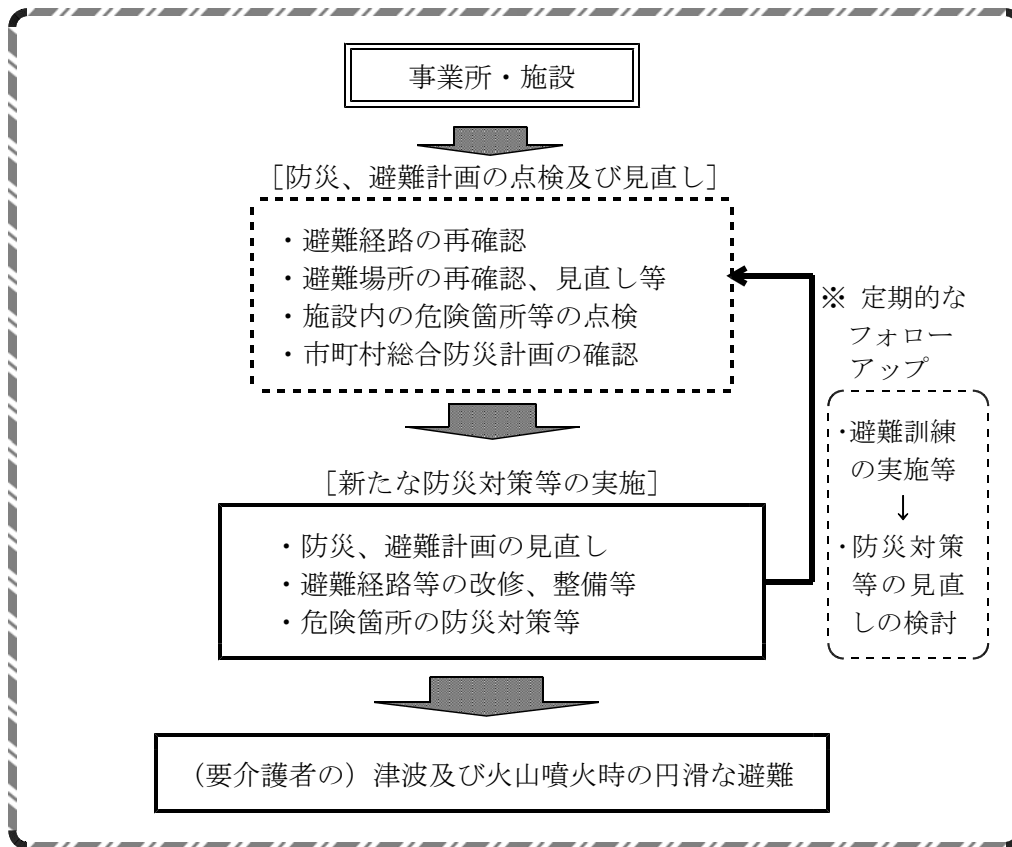 事業所・施設
［防災、避難計画の点検及び見直し］
・避難経路の再確認
・避難場所の再確認、見直し等
・施設内の危険箇所等の点検
・市町村総合防災計画の確認
※ 定期的な
フォロー
アップ
・避難訓練
の実施等
↓
・防災対策
等の見直
しの検討
［新たな防災対策等の実施］
・防災、避難計画の見直し
・避難経路等の改修、整備等
・危険箇所の防災対策等
（要介護者の）津波及び火山噴火時の円滑な避難